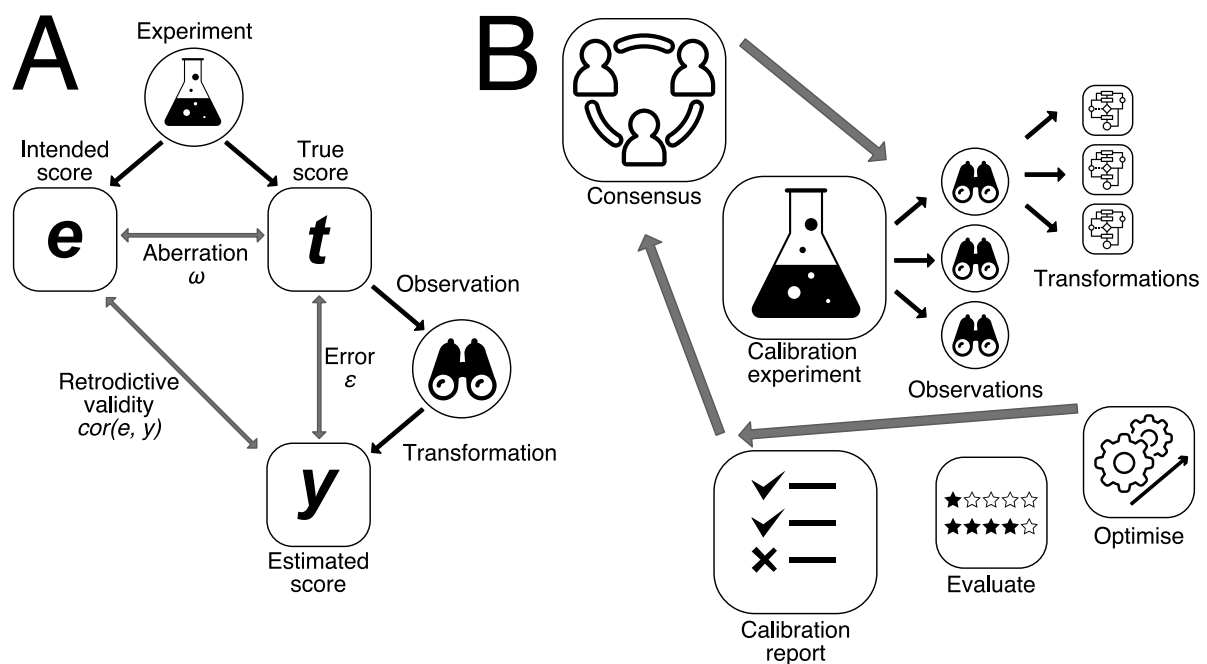 A
Experiment
Intended
score
True
score
e
t
Aberration
ω
Observation
Error
ε
Retrodictive
validity
cor(e, y)
Transformation
y
Estimated
score
B
Consensus
Transformations
Calibration
experiment
Observations
Optimise
Evaluate
Calibration
report